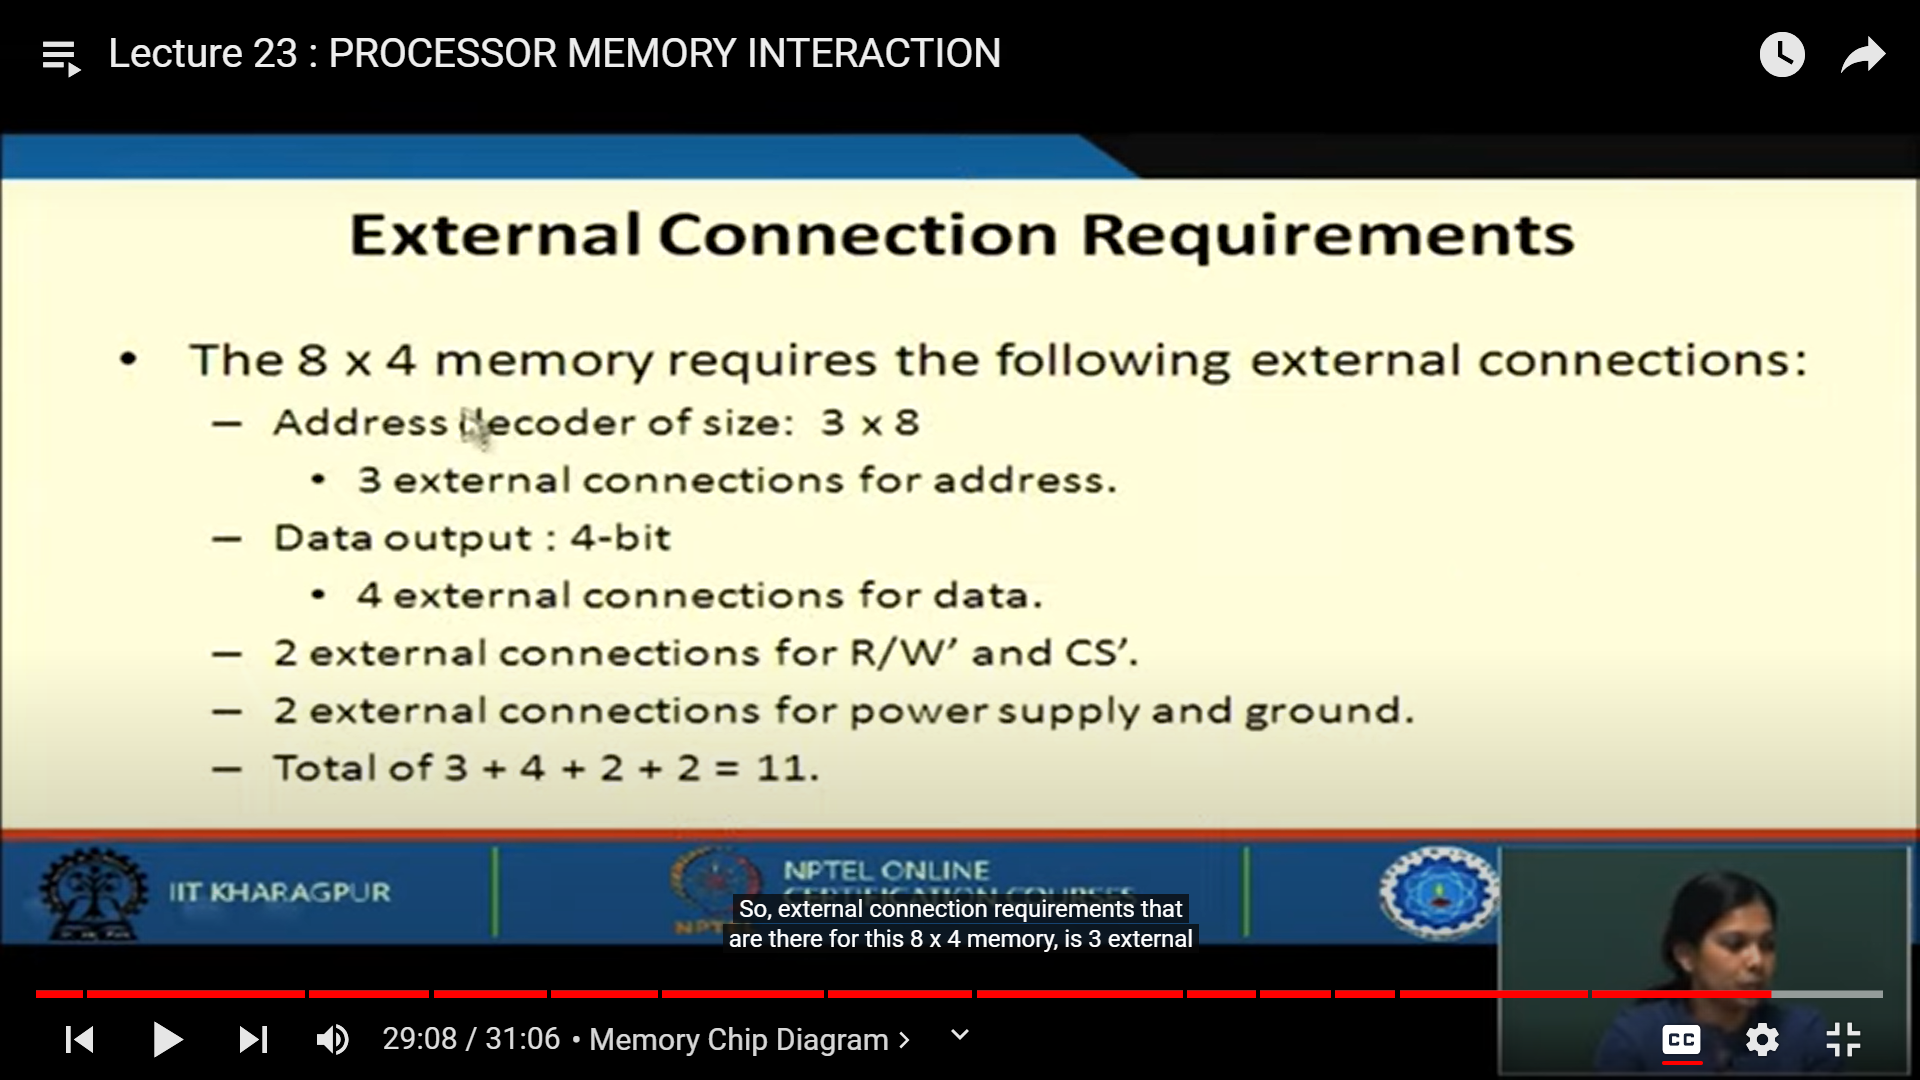 Lecture 23 : PROCESSOR MEMORY INTERACTION
External Connection Requirements
• The 8 x 4 memory requires the following external connections:
– Address decoder of size: 3 x 8
• 3 external connections for address.
– Data output : 4-bit
• 4 external connections for data.
– 2 external connections for R/W’ and CS’.
– 2 external connections for power supply and ground.
– Total of 3 + 4 + 2 + 2 = 11.
IIT KHARAGPUR
NPTEL ONLINE
CERTIFICATION COURSES
So, external connection requirements that
are there for this 8 x 4 memory, is 3 external
29:08 / 31:06 • Memory Chip Diagram >
CC